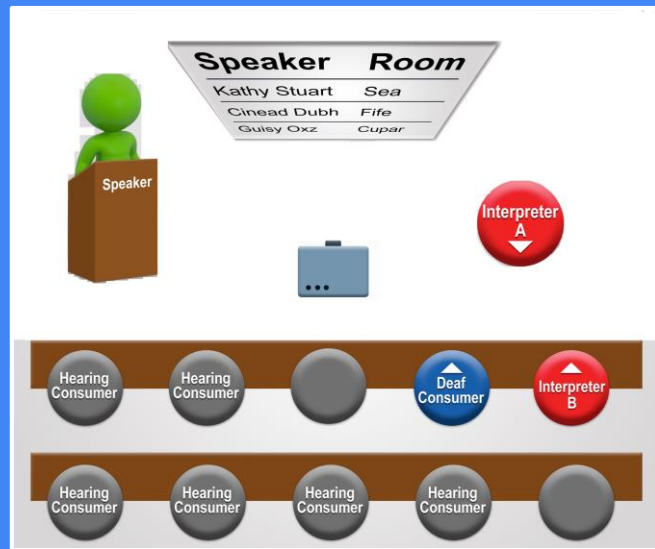 Speaker Room
Kathy Stuart Sea
Cinead Dubh Fife
Guisy Oxz Cupar
Speaker
Interpreter
A
Hearing
Consumer
Hearing
Consumer
Deaf
Consumer
Interpreter
B
Hearing
Consumer
Hearing
Consumer
Hearing
Consumer
Hearing
Consumer